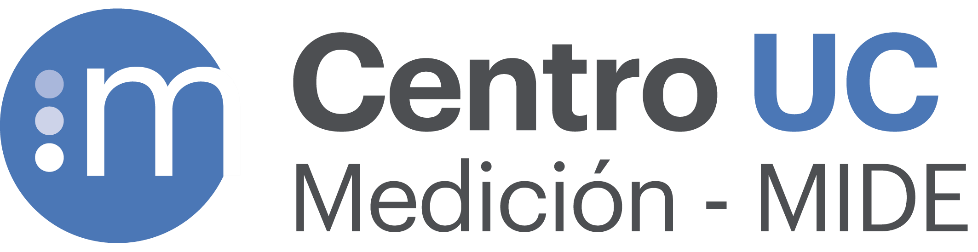 :m
Centro UC
Medición - MIDE